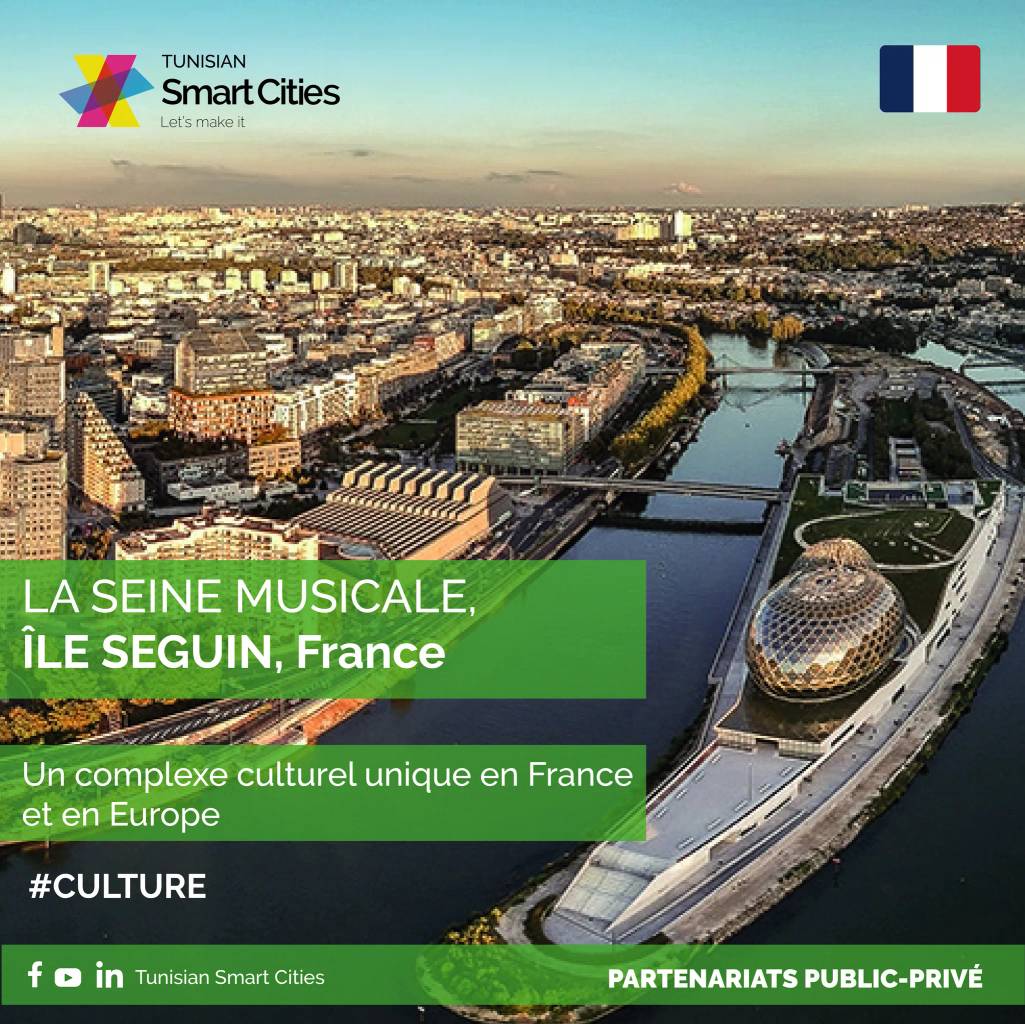 TUNISIAN
Smart Cities
Let's make it
LA SEINE MUSICALE,
ÎLE SEGUIN, France
Un complexe culturel unique en France
et en Europe
#CULTURE
Tunisian Smart Cities
PARTENARIATS PUBLIC-PRIVÉ